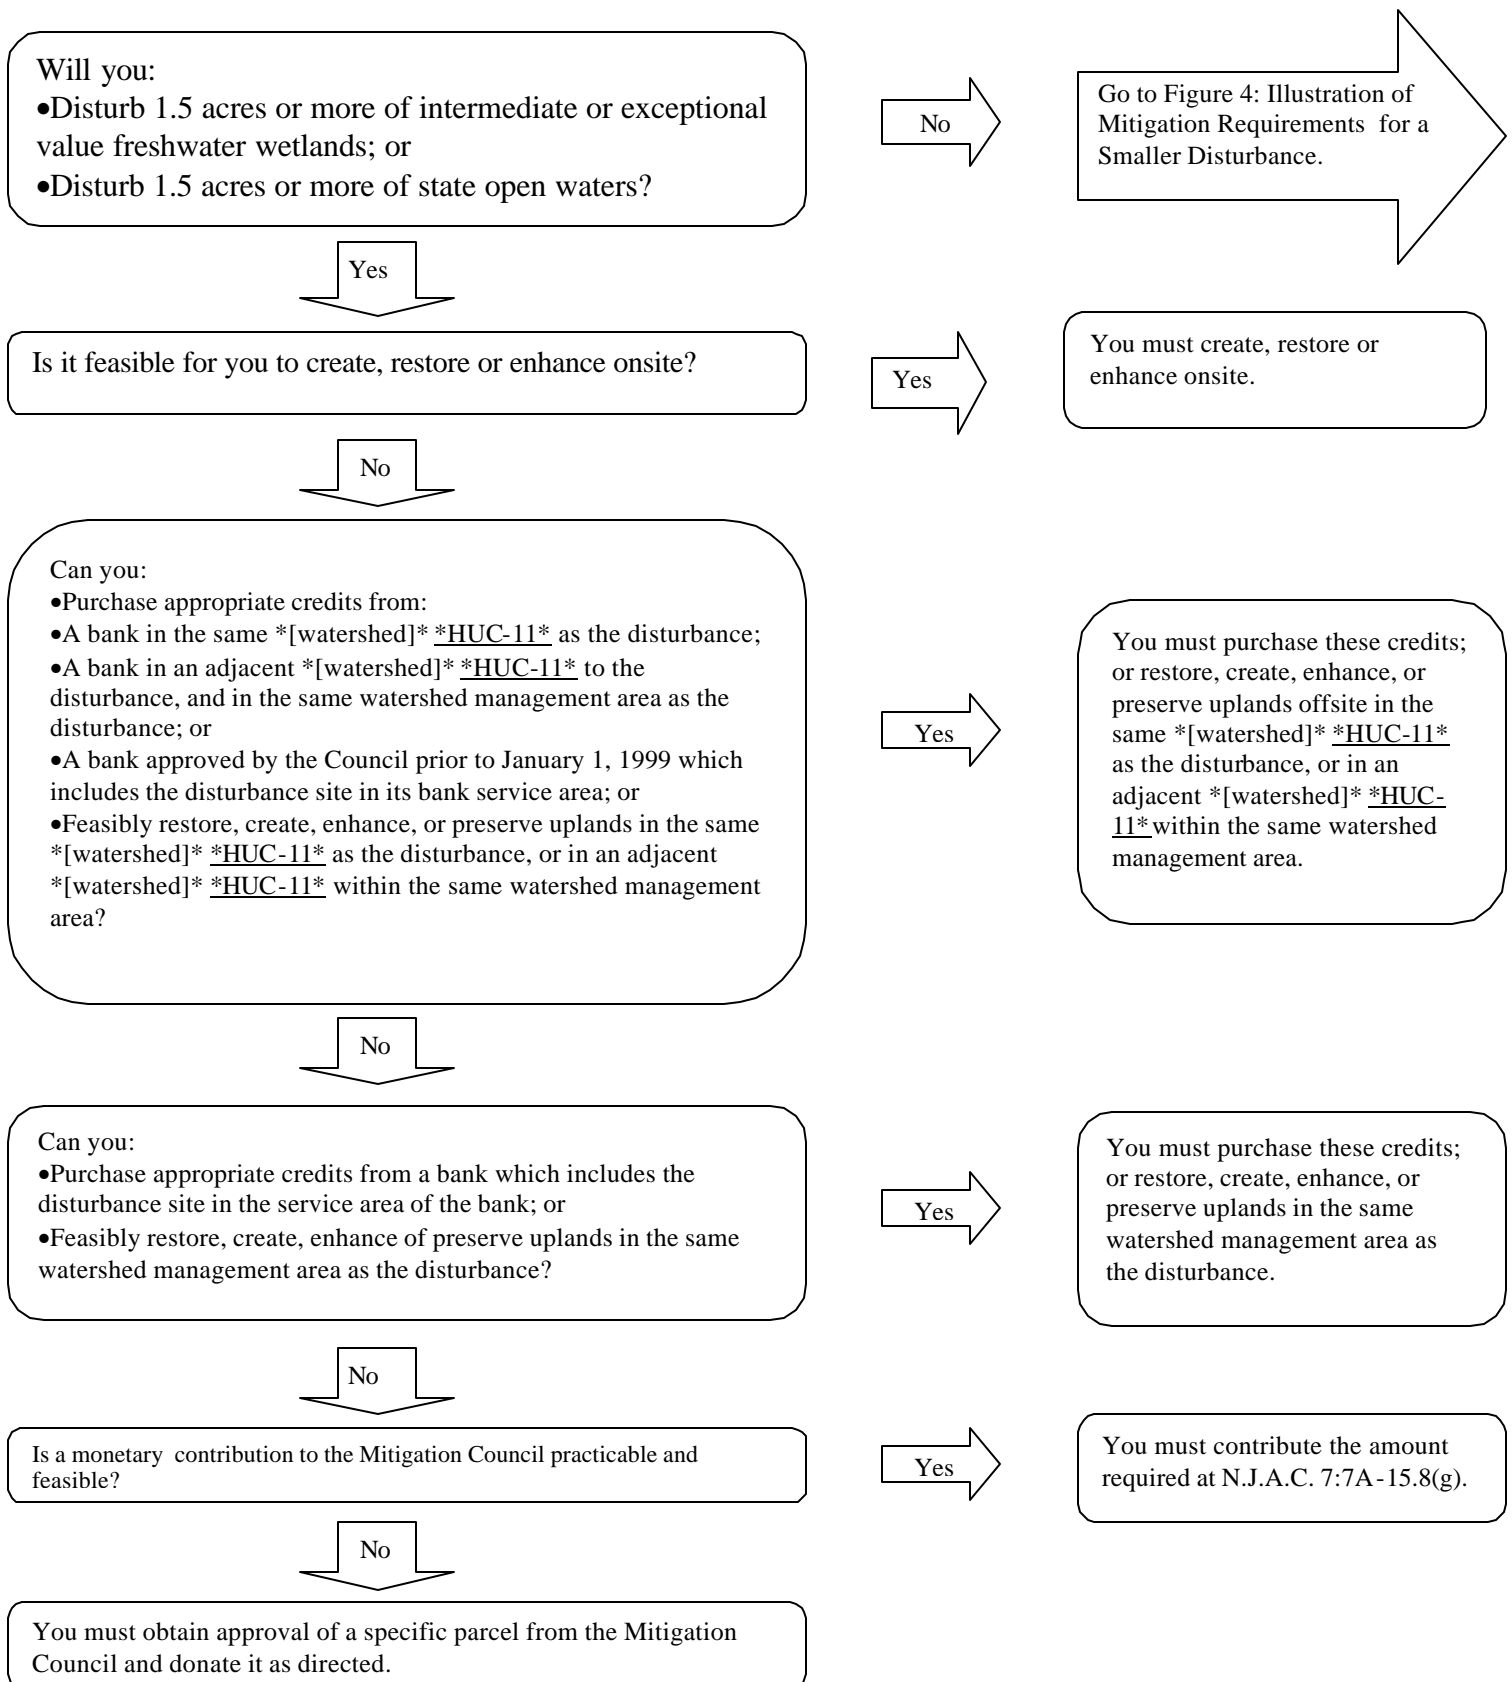 Will you:
•Disturb 1.5 acres or more of intermediate or exceptional
value freshwater wetlands; or
•Disturb 1.5 acres or more of state open waters?
No
Go to Figure 4: Illustration of
Mitigation Requirements for a
Smaller Disturbance.
Yes
Is it feasible for you to create, restore or enhance onsite?
Yes
You must create, restore or
enhance onsite.
No
Can you:
•Purchase appropriate credits from:
•A bank in the same *[watershed]* *HUC-11* as the disturbance;
•A bank in an adjacent *[watershed]* *HUC-11* to the
disturbance, and in the same watershed management area as the
disturbance; or
•A bank approved by the Council prior to January 1, 1999 which
includes the disturbance site in its bank service area; or
•Feasibly restore, create, enhance, or preserve uplands in the same
*[watershed]* *HUC-11* as the disturbance, or in an adjacent
*[watershed]* *HUC-11* within the same watershed management
area?
Yes
You must purchase these credits;
or restore, create, enhance, or
preserve uplands offsite in the
same *[watershed]* *HUC-11*
as the disturbance, or in an
adjacent *[watershed]* *HUC-
11*within the same watershed
management area.
No
Can you:
•Purchase appropriate credits from a bank which includes the
disturbance site in the service area of the bank; or
•Feasibly restore, create, enhance of preserve uplands in the same
watershed management area as the disturbance?
Yes
You must purchase these credits;
or restore, create, enhance, or
preserve uplands in the same
watershed management area as
the disturbance.
No
Is a monetary contribution to the Mitigation Council practicable and
feasible?
Yes
You must contribute the amount
required at N.J.A.C. 7:7A-15.8(g).
No
You must obtain approval of a specific parcel from the Mitigation
Council and donate it as directed.